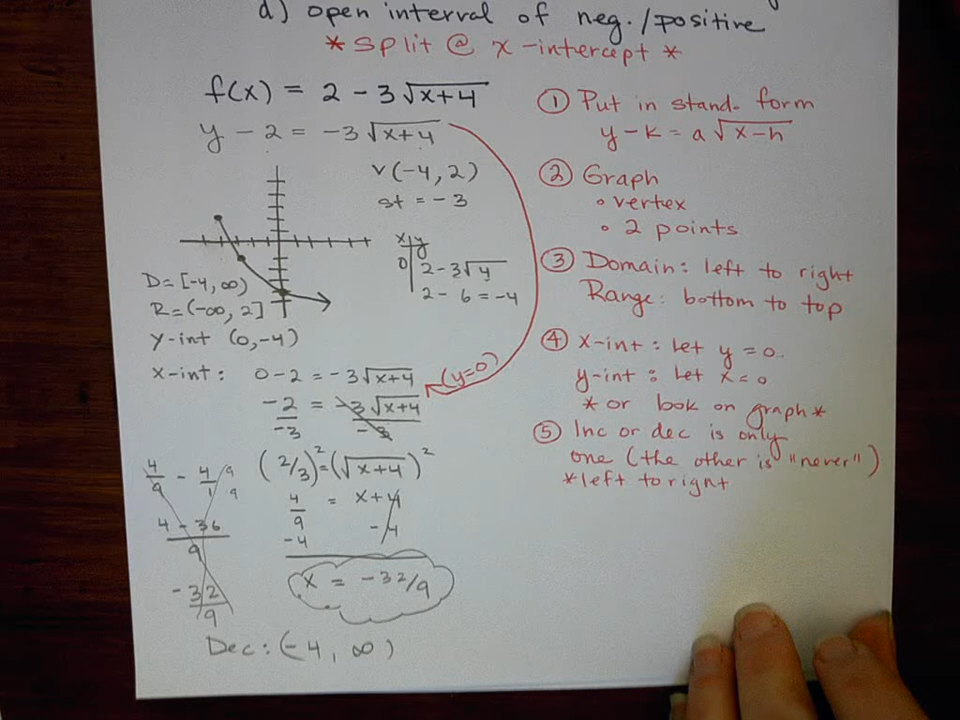 d) open interval of neg./positive
* split @ x-intercept *
f(x) = 2 - 3√x+4
y - 2 = -3√x+4
v(-4, 2)
st = -3
x|y
0 | 2-3√4
2 - 6 = -4
D = [-4, ∞)
R = (-∞, 2]
y-int (0, -4)
x-int: 0 - 2 = -3√x+4
(y=0)
-2/-3 = -3√x+4/-3
(2/3)² = (√x+4)²
4/9 = x+4
-4 -4
x = -32/9
4/9 - 4/1 9/9
4 - 36/9
-32/9
Dec: (-4, ∞)
① Put in stand. form
y-k = a√x-h
② Graph
• vertex
• 2 points
③ Domain: left to right
Range: bottom to top
④ x-int: Let y = 0.
y-int: Let x = 0
* or look on graph*
⑤ Inc or dec is only
one (the other is "never")
*left to right